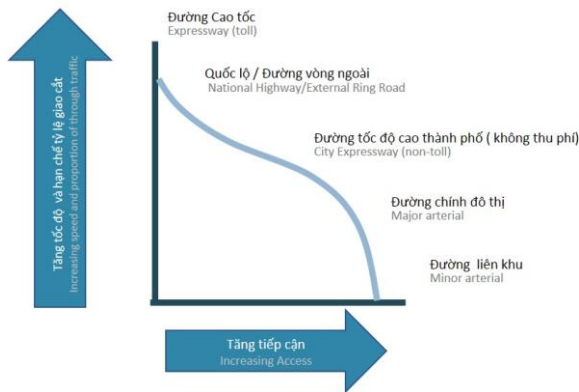 Đường Cao tốc
Expressway (toll)
Quốc lộ / Đường vòng ngoài
National Highway/External Ring Road
Đường tốc độ cao thành phố ( không thu phí)
City Expressway (non-toll)
Đường chính đô thị
Major arterial
Đường liên khu
Minor arterial
Tăng tốc độ và hạn chế tỷ lệ giao cắt
Increasing speed and proportion of through traffic
Tăng tiếp cận
Increasing Access